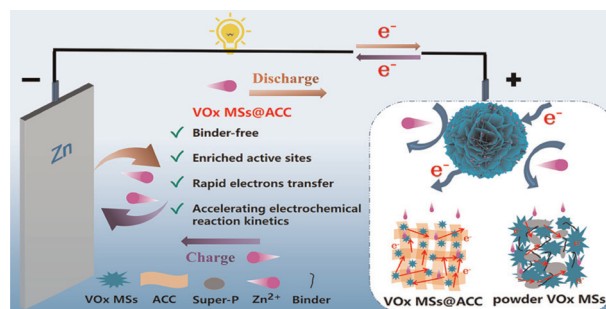 e⁻
e⁻
−
+
Discharge
VOx MSs@ACC
Zn
✓ Binder-free
✓ Enriched active sites
✓ Rapid electrons transfer
✓ Accelerating electrochemical
reaction kinetics
Charge
e⁻
e⁻
e⁻
e⁻
VOx MSs@ACC
powder VOx MSs
VOx MSs
ACC
Super-P
Zn²⁺
Binder